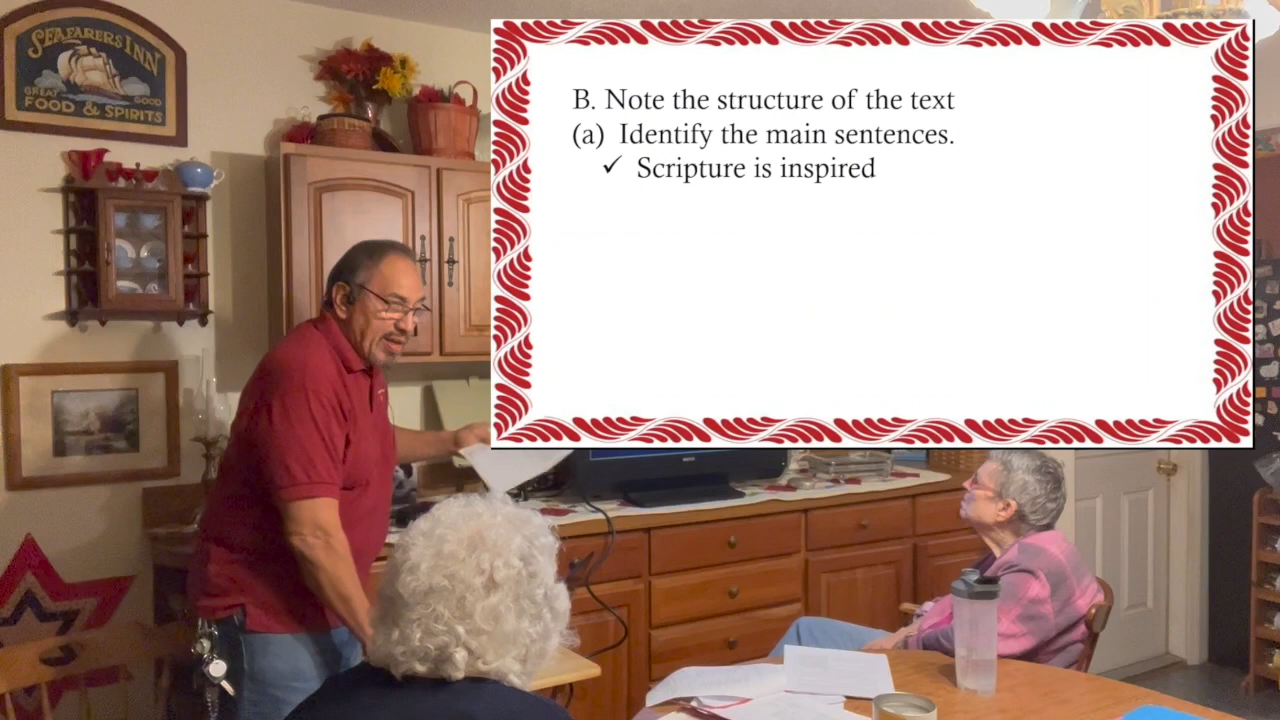 SEAFARERS INN
GREAT GOOD
FOOD & SPIRITS
B. Note the structure of the text
(a) Identify the main sentences.
✓ Scripture is inspired